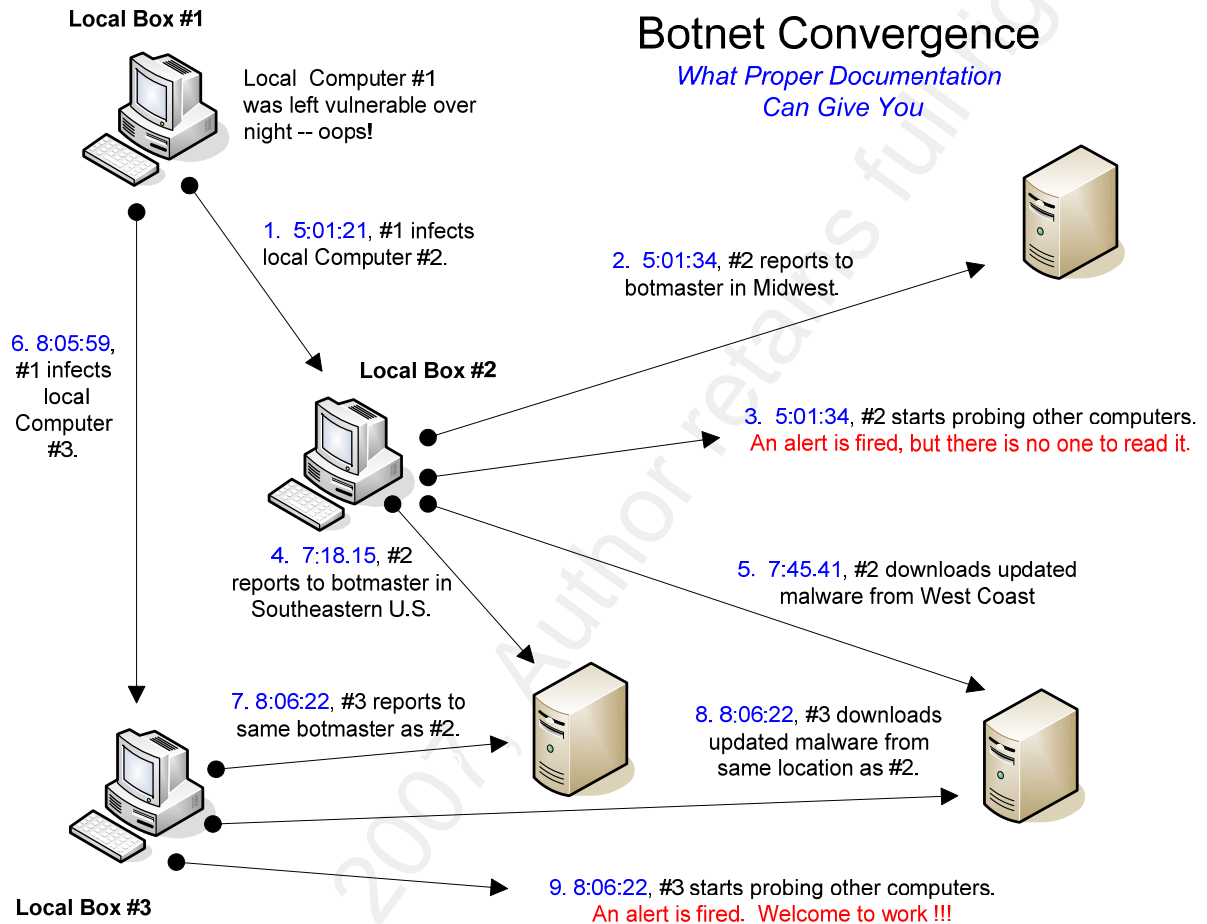 Local Box #1
Botnet Convergence
What Proper Documentation
Can Give You
Local Computer #1
was left vulnerable over
night -- oops!
1. 5:01:21, #1 infects
local Computer #2.
2. 5:01:34, #2 reports to
botmaster in Midwest.
6. 8:05:59,
#1 infects
local
Computer
#3.
Local Box #2
3. 5:01:34, #2 starts probing other computers.
An alert is fired, but there is no one to read it.
4. 7:18.15, #2
reports to botmaster in
Southeastern U.S.
5. 7:45.41, #2 downloads updated
malware from West Coast
7. 8:06:22, #3 reports to
same botmaster as #2.
8. 8:06:22, #3 downloads
updated malware from
same location as #2.
9. 8:06:22, #3 starts probing other computers.
An alert is fired. Welcome to work !!!
Local Box #3
2007, Author retains full